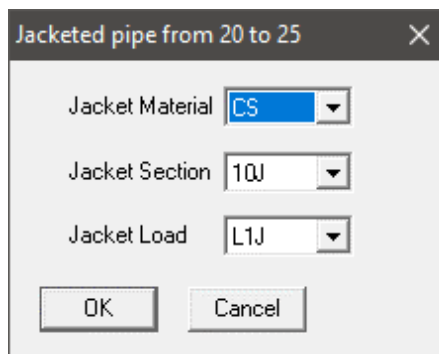 Jacketed pipe from 20 to 25
Jacket Material CS
Jacket Section 10J
Jacket Load L1J
OK Cancel